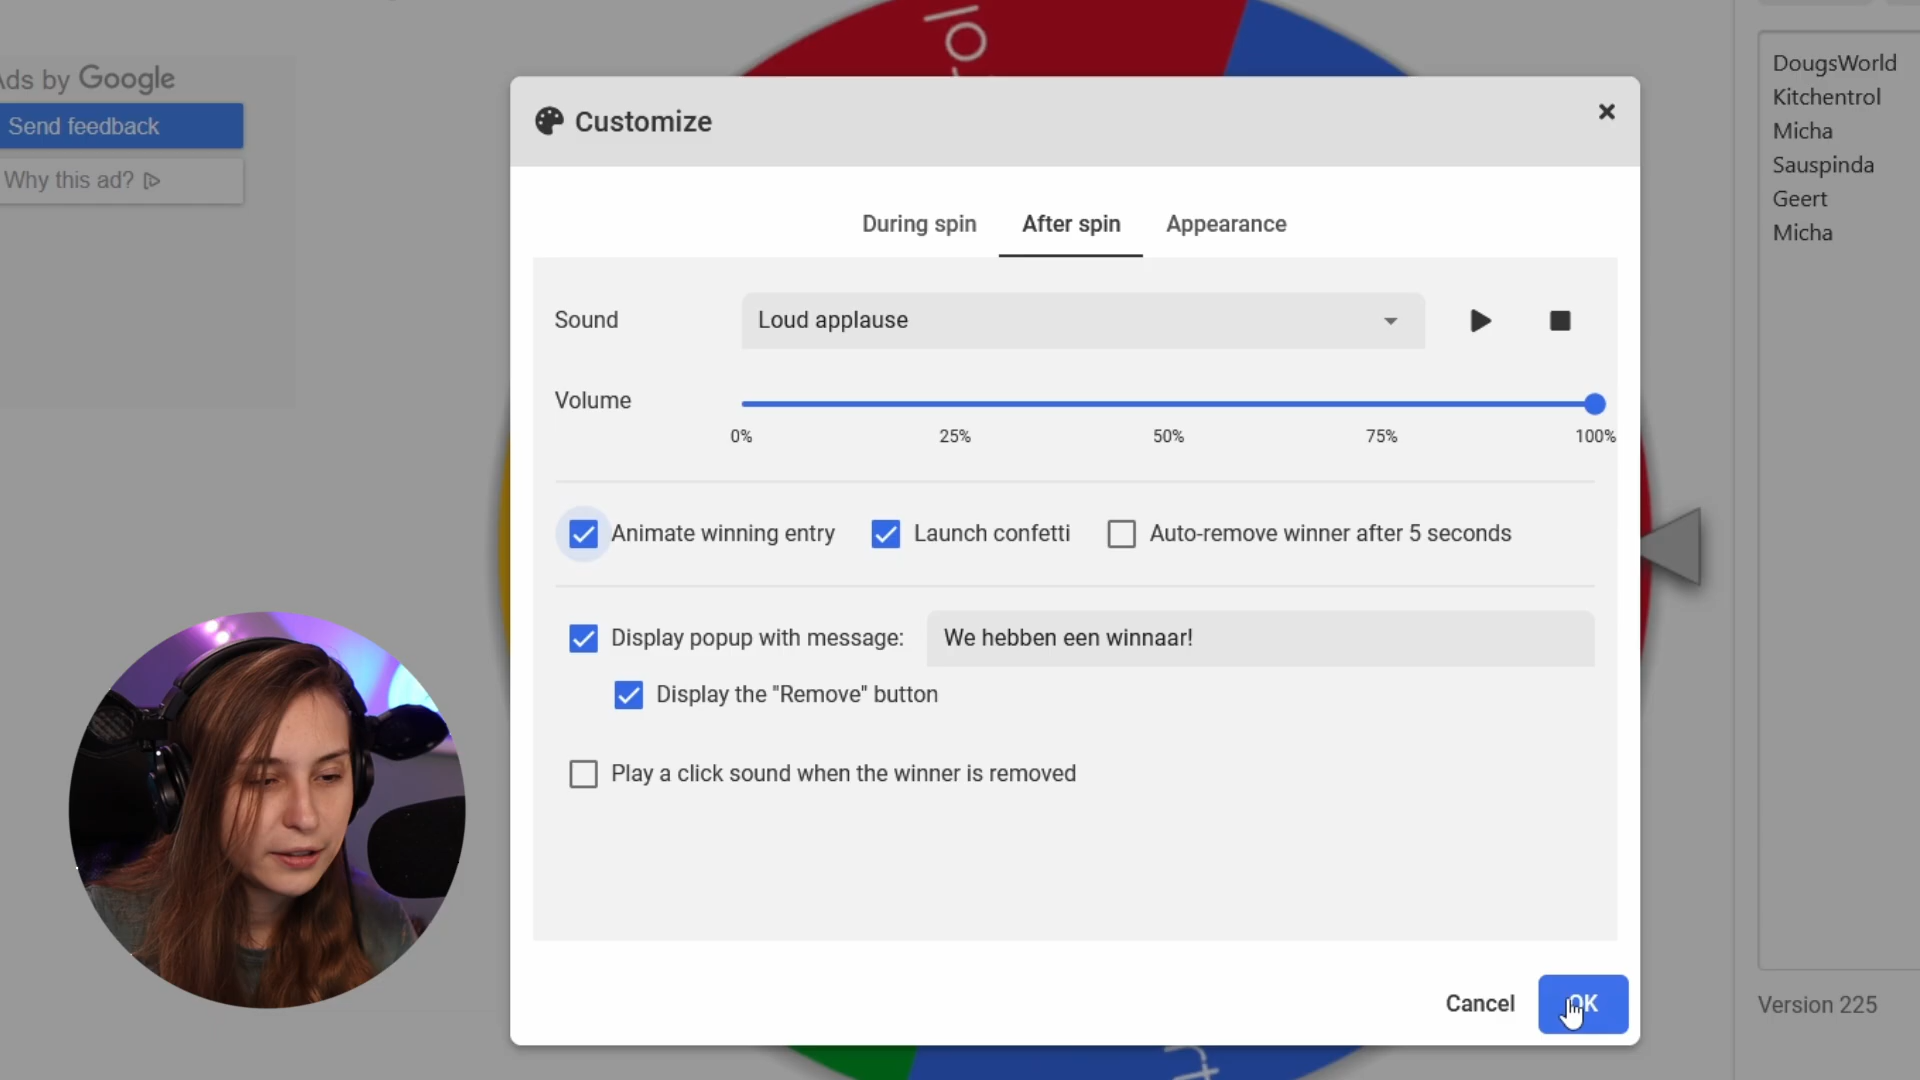 Ads by Google
Send feedback
Why this ad?
Customize
During spin
After spin
Appearance
Sound
Loud applause
Volume
0%
25%
50%
75%
100%
Animate winning entry
Launch confetti
Auto-remove winner after 5 seconds
Display popup with message:
We hebben een winnaar!
Display the "Remove" button
Play a click sound when the winner is removed
Cancel
OK
DougsWorld
Kitchentrol
Micha
Sauspinda
Geert
Micha
Version 225